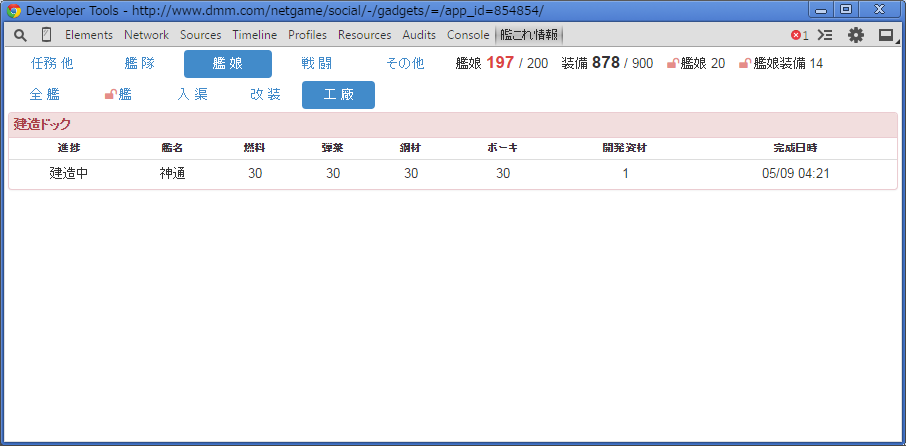 Developer Tools - http://www.dmm.com/netgame/social/-/gadgets/=/app_id=854854/
Elements Network Sources Timeline Profiles Resources Audits Console 艦これ情報 1
任務他 艦隊 艦娘 戦闘 その他 艦娘 197 / 200 装備 878 / 900 艦娘 20 艦娘装備 14
全艦 艦 入渠 改装 工廠
建造ドック
進捗 艦名 燃料 弾薬 鋼材 ボーキ 開発資材 完成日時
建造中 神通 30 30 30 30 1 05/09 04:21